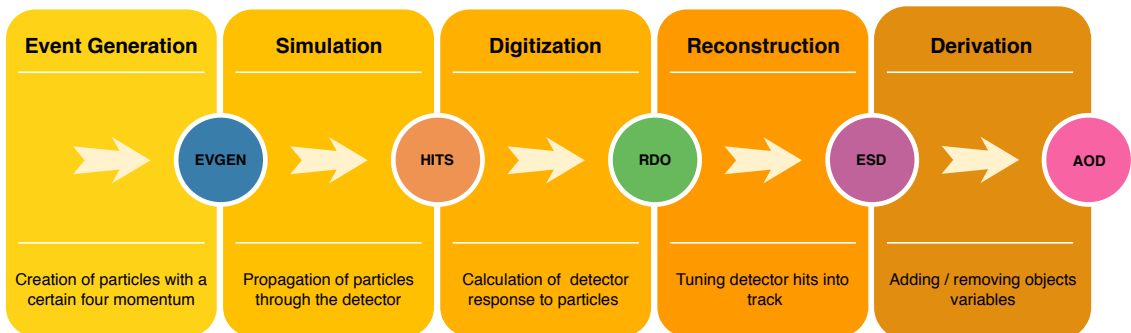 Event Generation
Simulation
Digitization
Reconstruction
Derivation
EVGEN
HITS
RDO
ESD
AOD
Creation of particles with a
certain four momentum
Propagation of particles
through the detector
Calculation of detector
response to particles
Tuning detector hits into
track
Adding / removing objects
variables